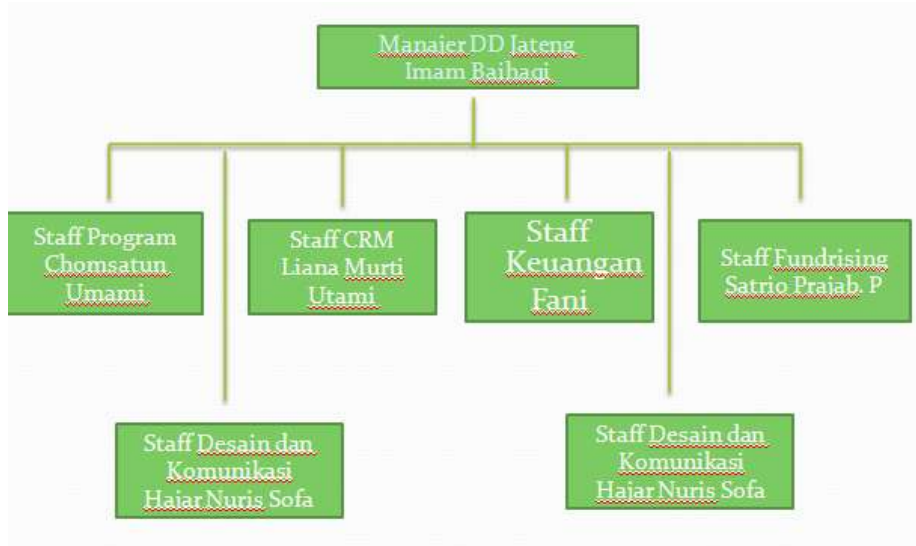 Manajer DD Jateng
Imam Baihaqi
Staff Program
Chomsatun
Umami
Staff CRM
Liana Murti
Utami
Staff
Keuangan
Fani
Staff Fundrising
Satrio Prajab. P
Staff Desain dan
Komunikasi
Hajar Nuris Sofa
Staff Desain dan
Komunikasi
Hajar Nuris Sofa